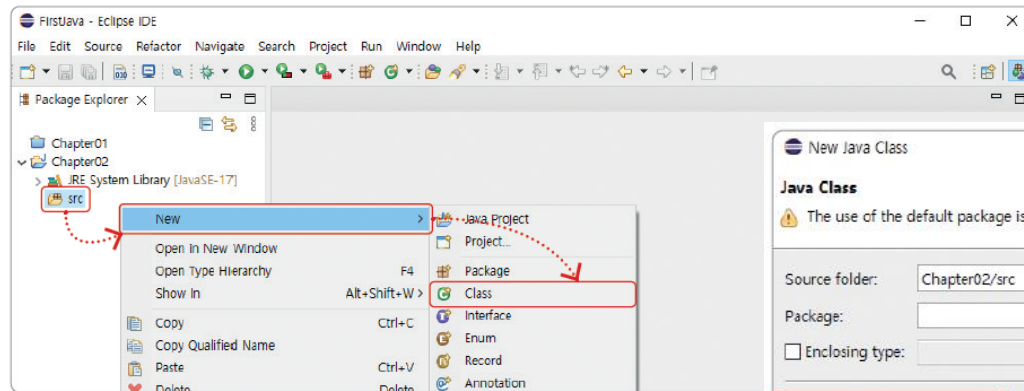 FirstJava - Eclipse IDE
File Edit Source Refactor Navigate Search Project Run Window Help
Package Explorer
Chapter01
Chapter02
JRE System Library [JavaSE-17]
src
New
Open in New Window
Open Type Hierarchy F4
Show In Alt+Shift+W
Copy Ctrl+C
Copy Qualified Name
Paste Ctrl+V
Delete Delete
Java Project
Project...
Package
Class
Interface
Enum
Record
Annotation
New Java Class
Java Class
The use of the default package is
Source folder: Chapter02/src
Package:
Enclosing type: